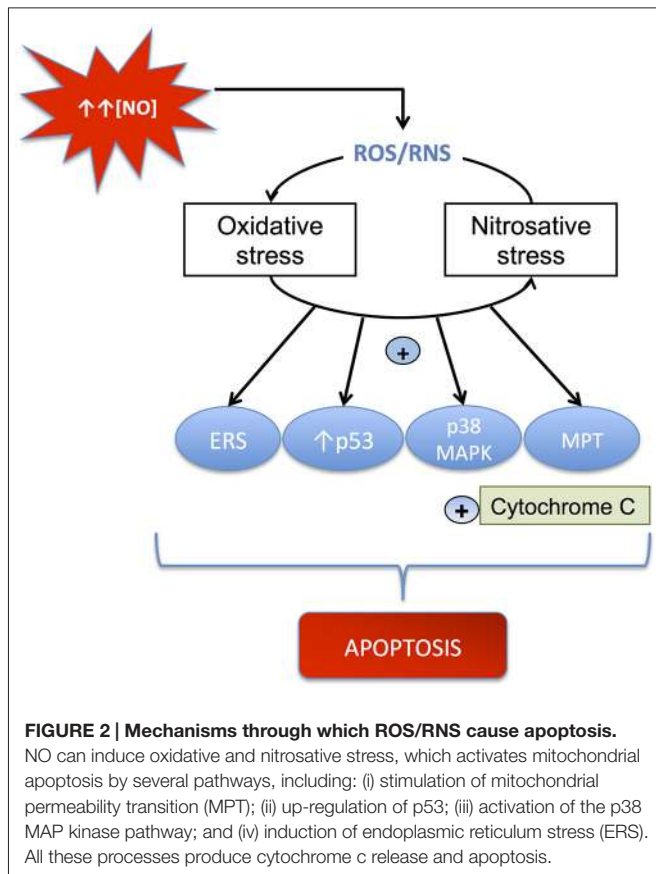 ↑↑[NO]
ROS/RNS
Oxidative
stress
Nitrosative
stress
+
ERS
↑p53
p38
MAPK
MPT
+
Cytochrome C
APOPTOSIS
FIGURE 2 | Mechanisms through which ROS/RNS cause apoptosis.
NO can induce oxidative and nitrosative stress, which activates mitochondrial
apoptosis by several pathways, including: (i) stimulation of mitochondrial
permeability transition (MPT); (ii) up-regulation of p53; (iii) activation of the p38
MAP kinase pathway; and (iv) induction of endoplasmic reticulum stress (ERS).
All these processes produce cytochrome c release and apoptosis.